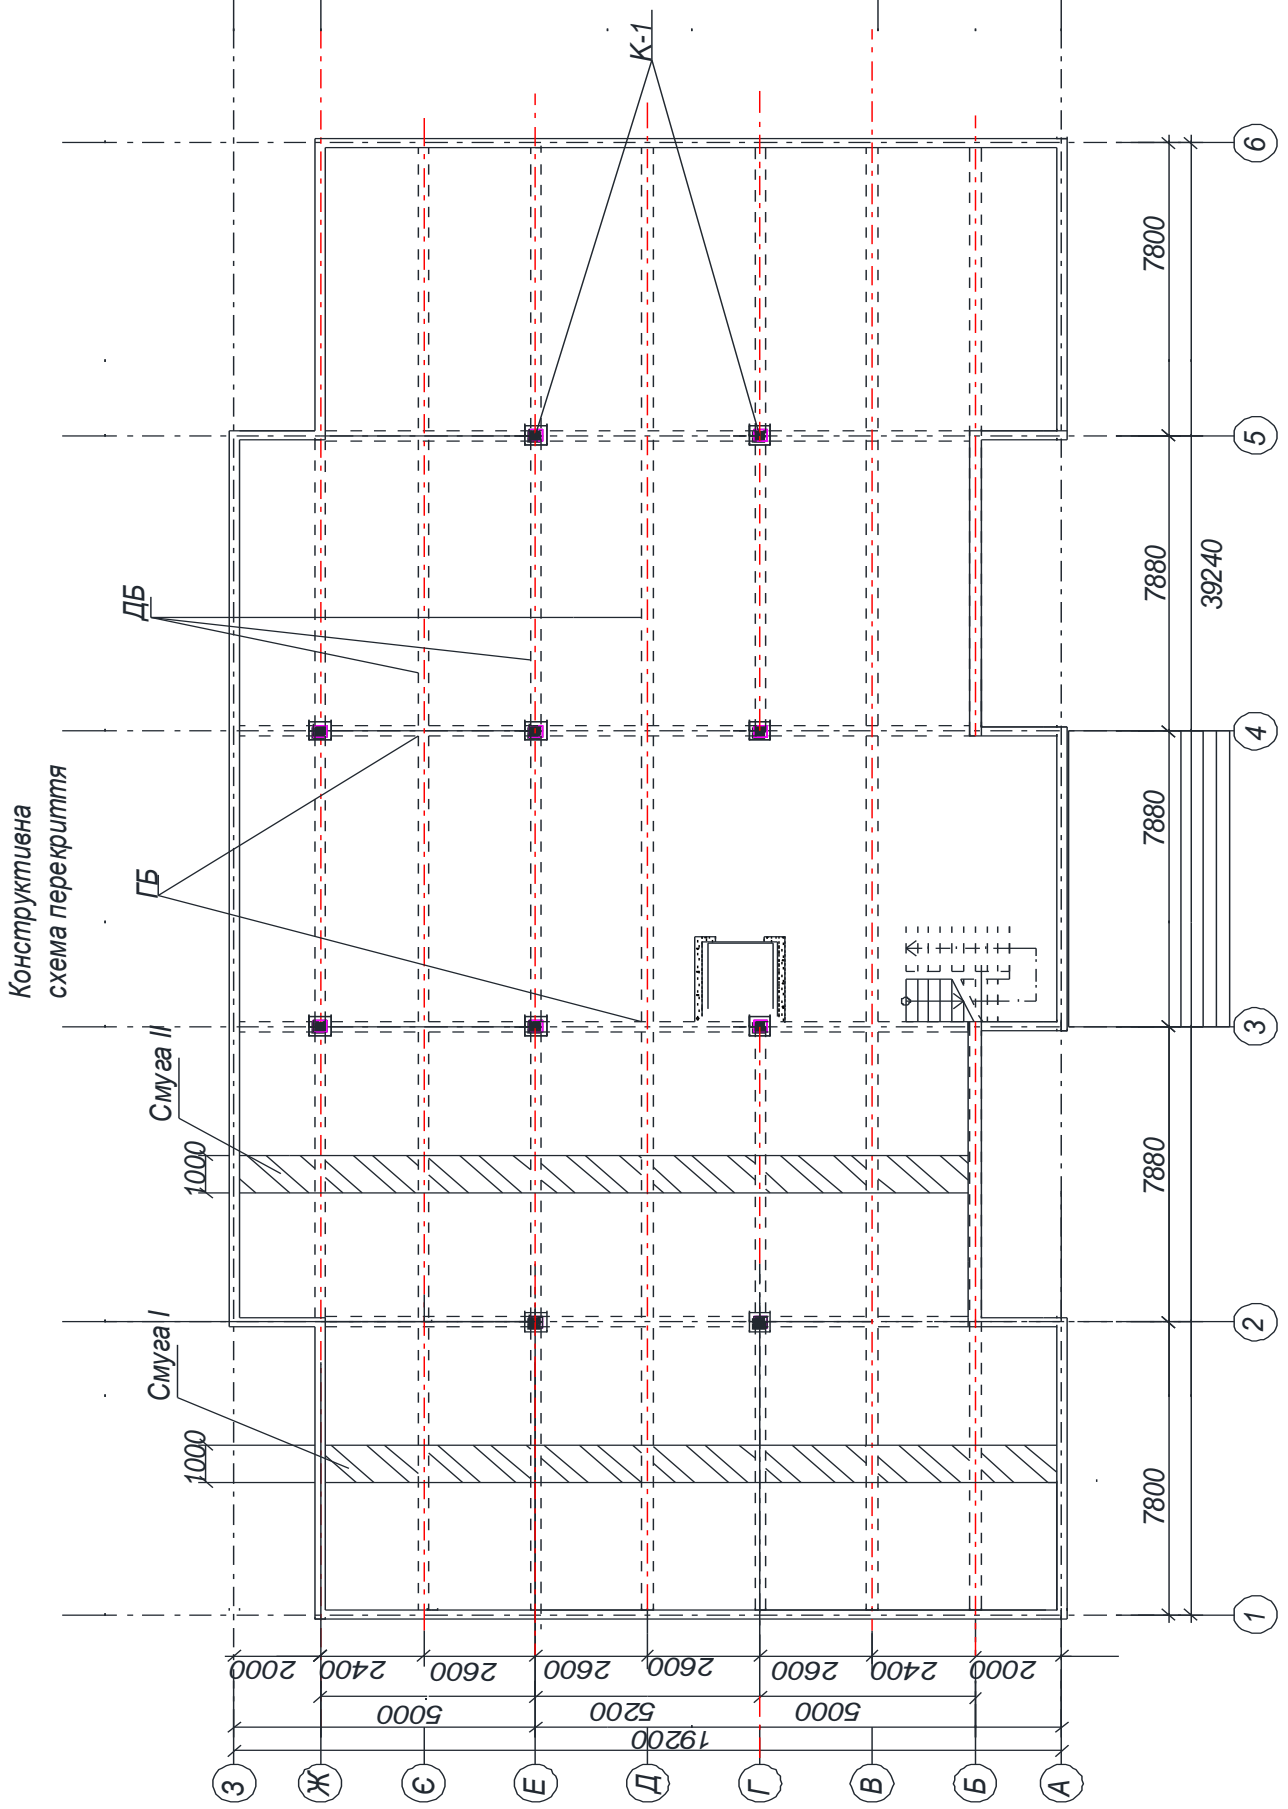 Конструктивна
схема перекриття
К-1
ДБ
ГБ
Смуга II
1000
Смуга I
1000
7800
7880
7880
7880
7800
39240
6
5
4
3
2
1
2000
2400
2600
2600
2600
2600
2400
2000
5000
5200
5000
19200
З
Ж
Є
Е
Д
Г
В
Б
А